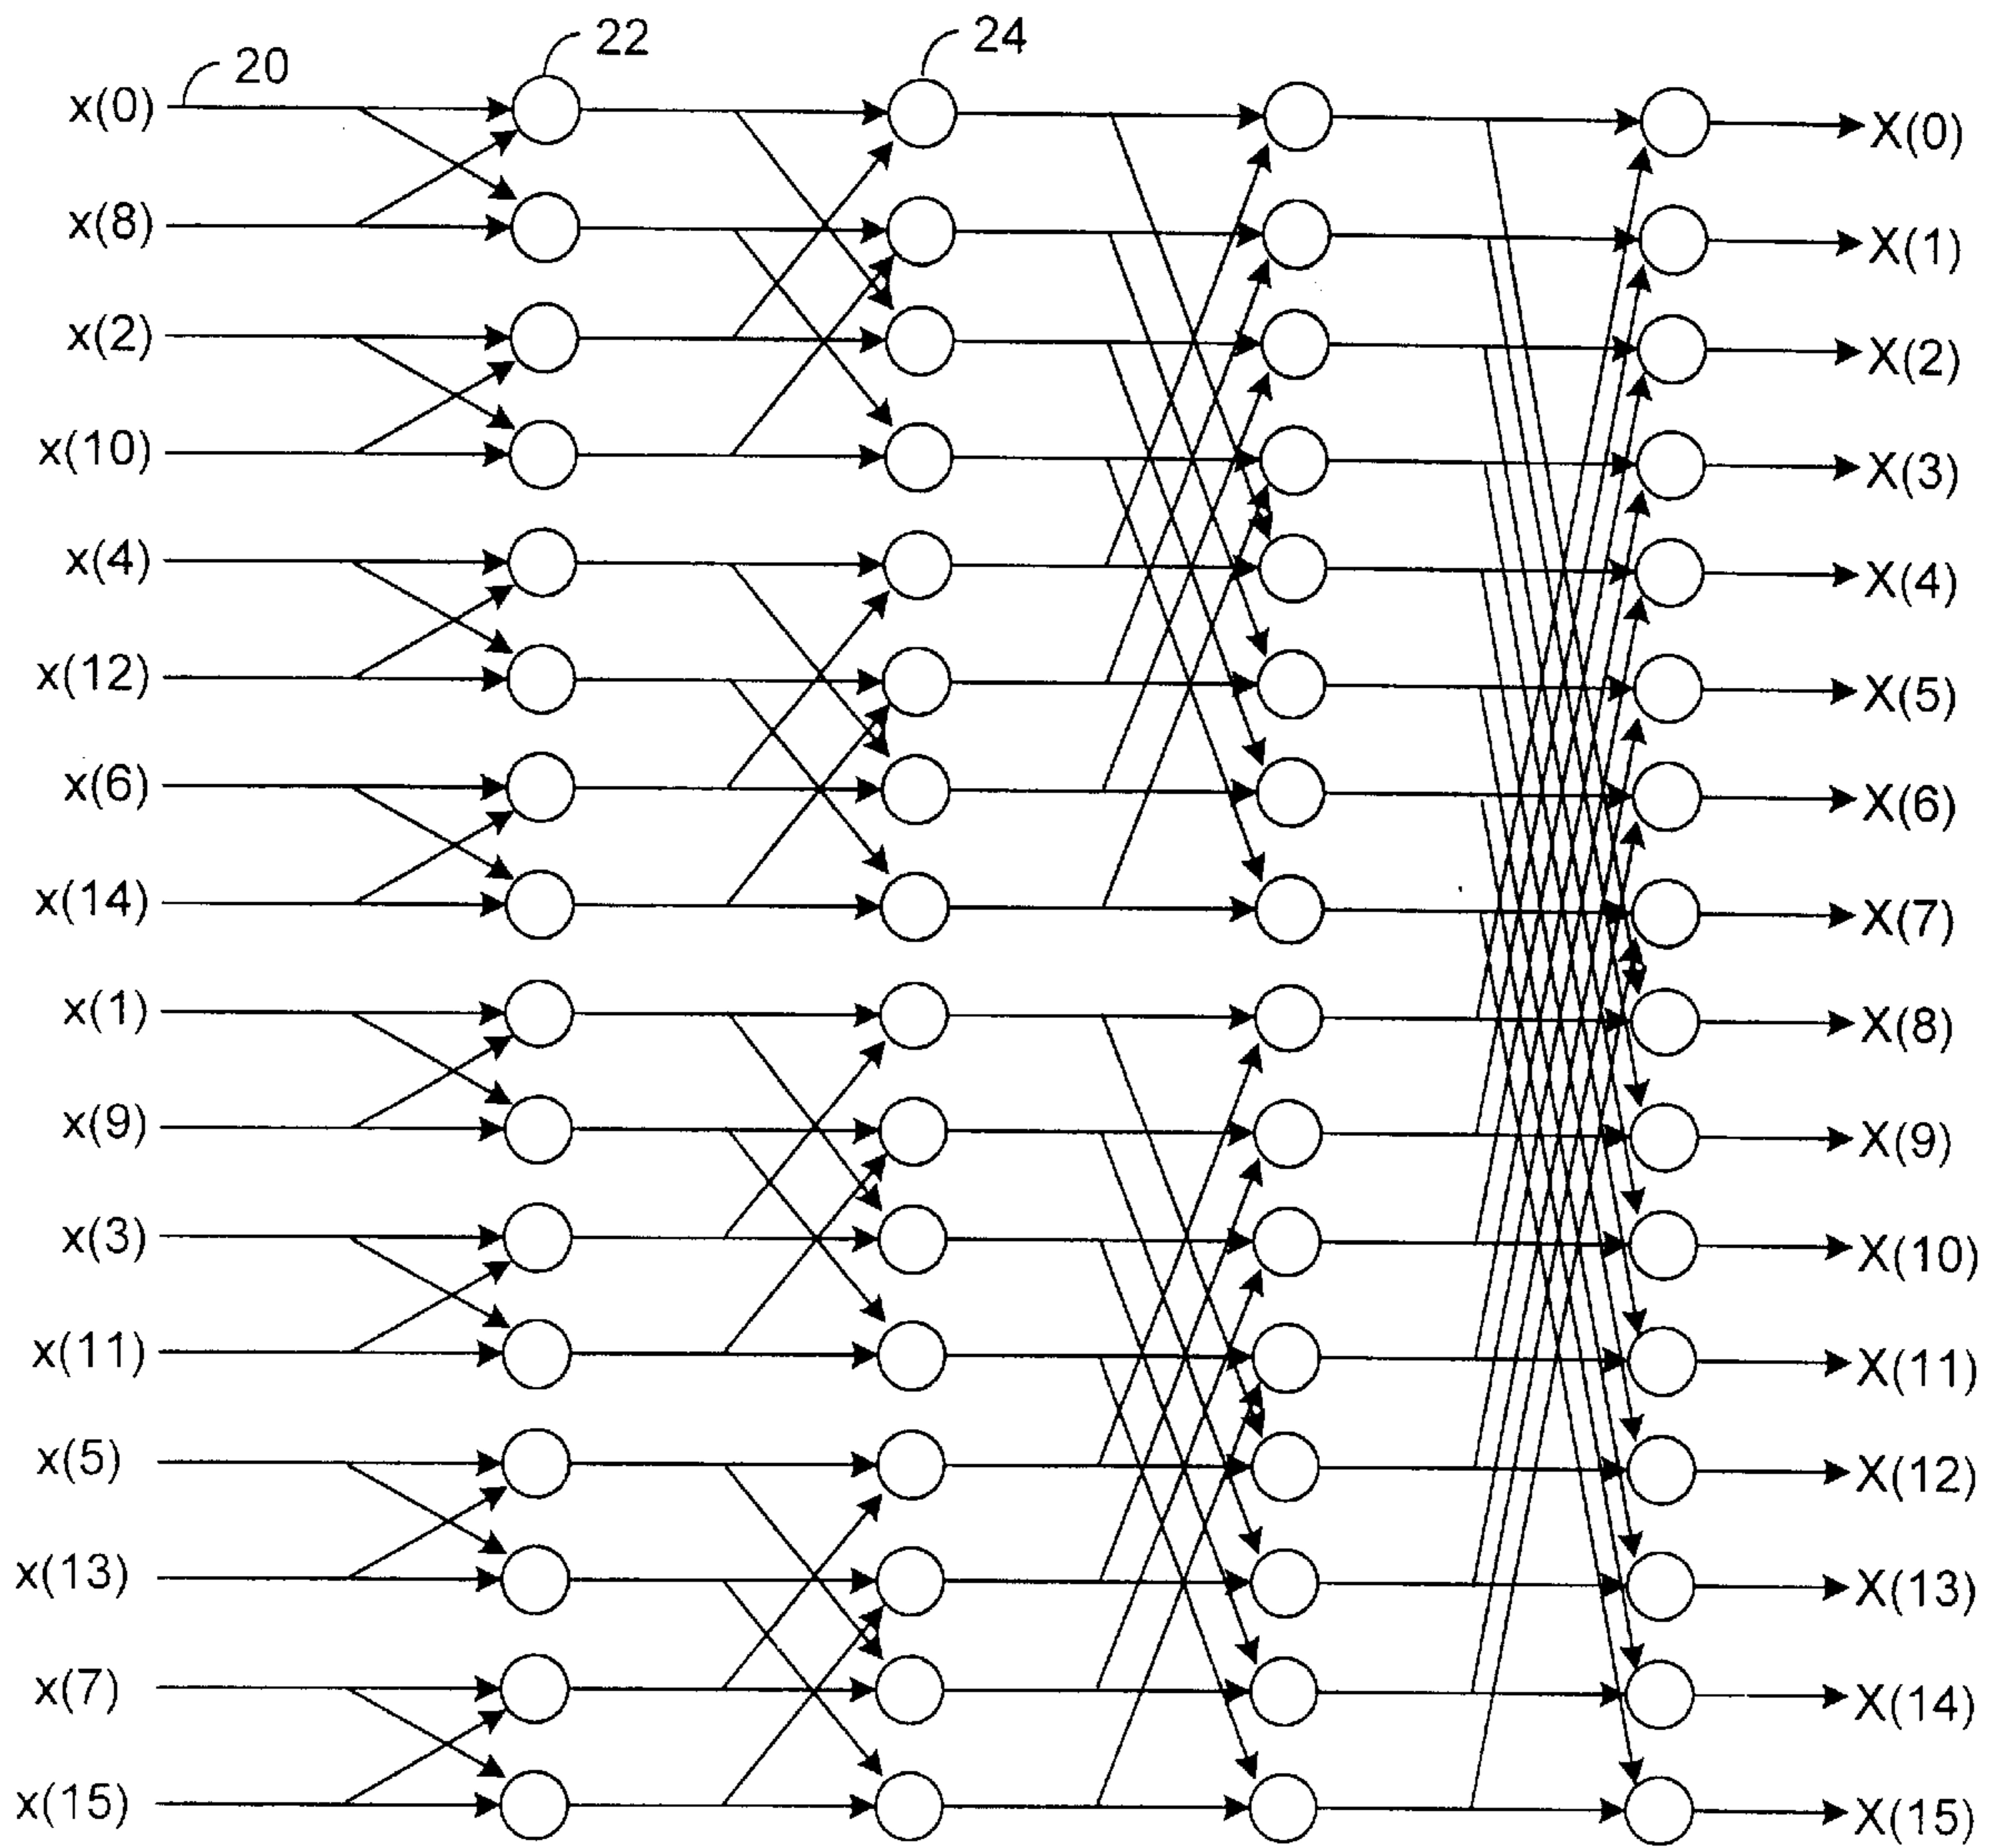 20
22
24
x(0)
X(0)
x(8)
X(1)
x(2)
X(2)
x(10)
X(3)
x(4)
X(4)
x(12)
X(5)
x(6)
X(6)
x(14)
X(7)
x(1)
X(8)
x(9)
X(9)
x(3)
X(10)
x(11)
X(11)
x(5)
X(12)
x(13)
X(13)
x(7)
X(14)
x(15)
X(15)